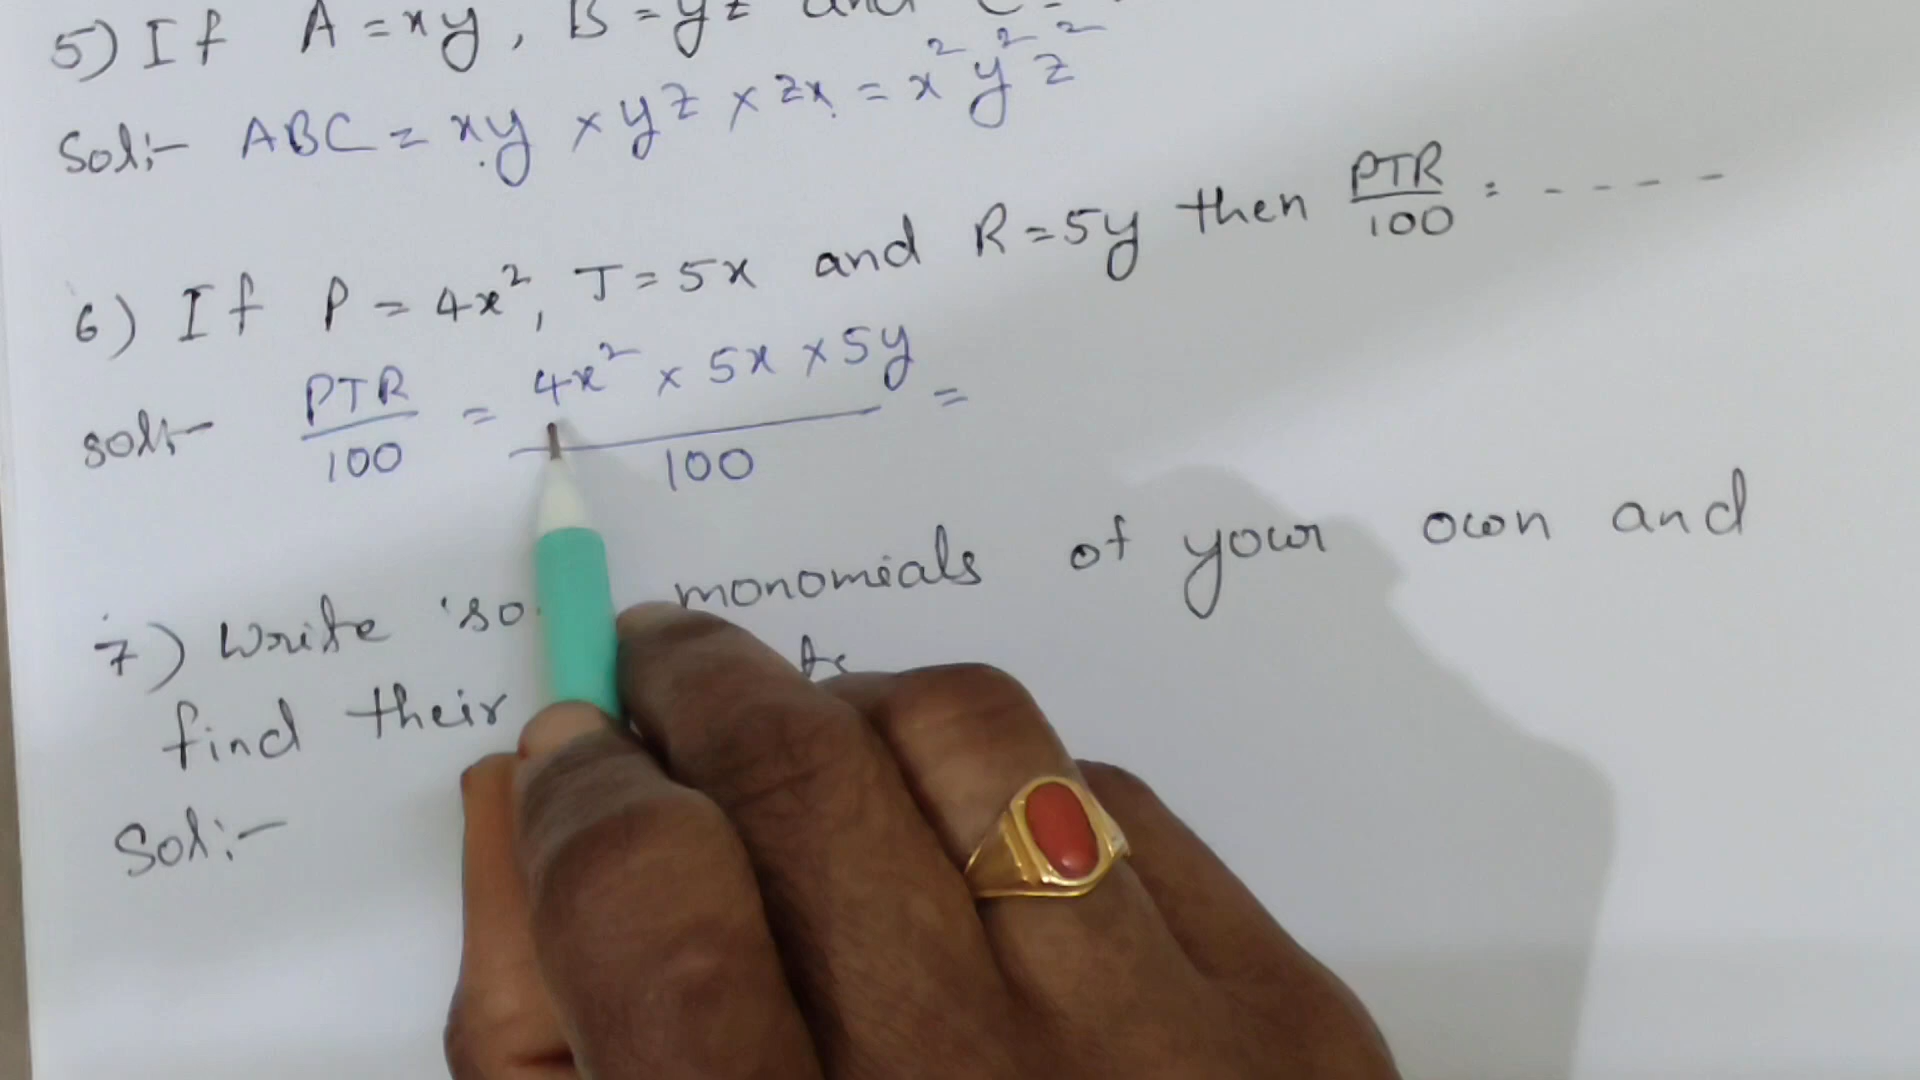 5) If A = xy, B = yz and C =
Sol:- ABC = xy × yz × zx = x²y²z²
6) If P = 4x², T = 5x and R = 5y then PTR/100 = - - - -
sol:- PTR/100 = 4x² × 5x × 5y/100 =
7) Write monomials of your own and
find their
Sol:-